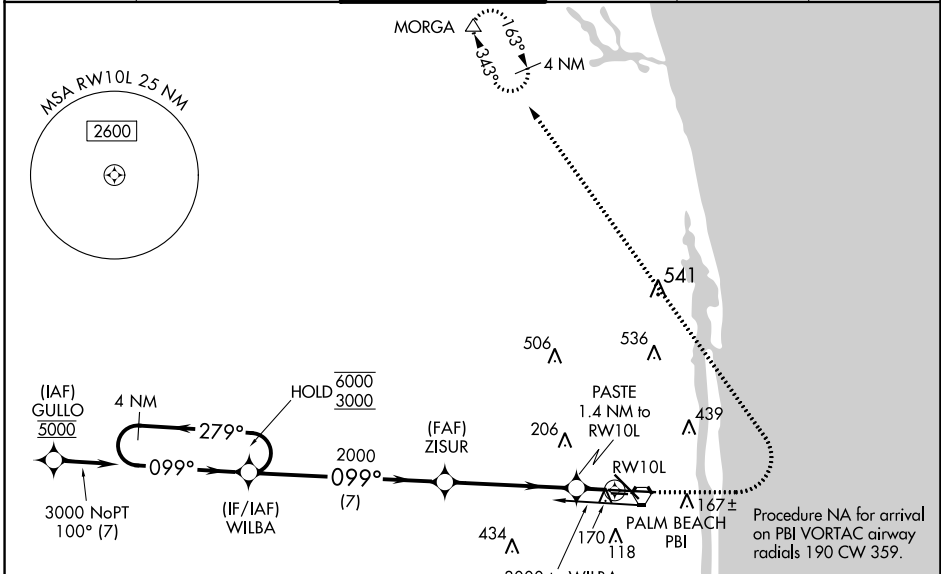 MORGA
163°
343°
4 NM
MSA RW10L 25 NM
2600
541
506
536
(IAF)
GULLO
5000
4 NM
HOLD
6000
3000
279°
099°
PASTE
1.4 NM to
RW10L
(FAF)
ZISUR
206
439
2000
099°
(7)
RW10L
3000 NoPT
100° (7)
(IF/IAF)
WILBA
434
170
118
PALM BEACH
PBI
167±
Procedure NA for arrival
on PBI VORTAC airway
radials 190 CW 359.